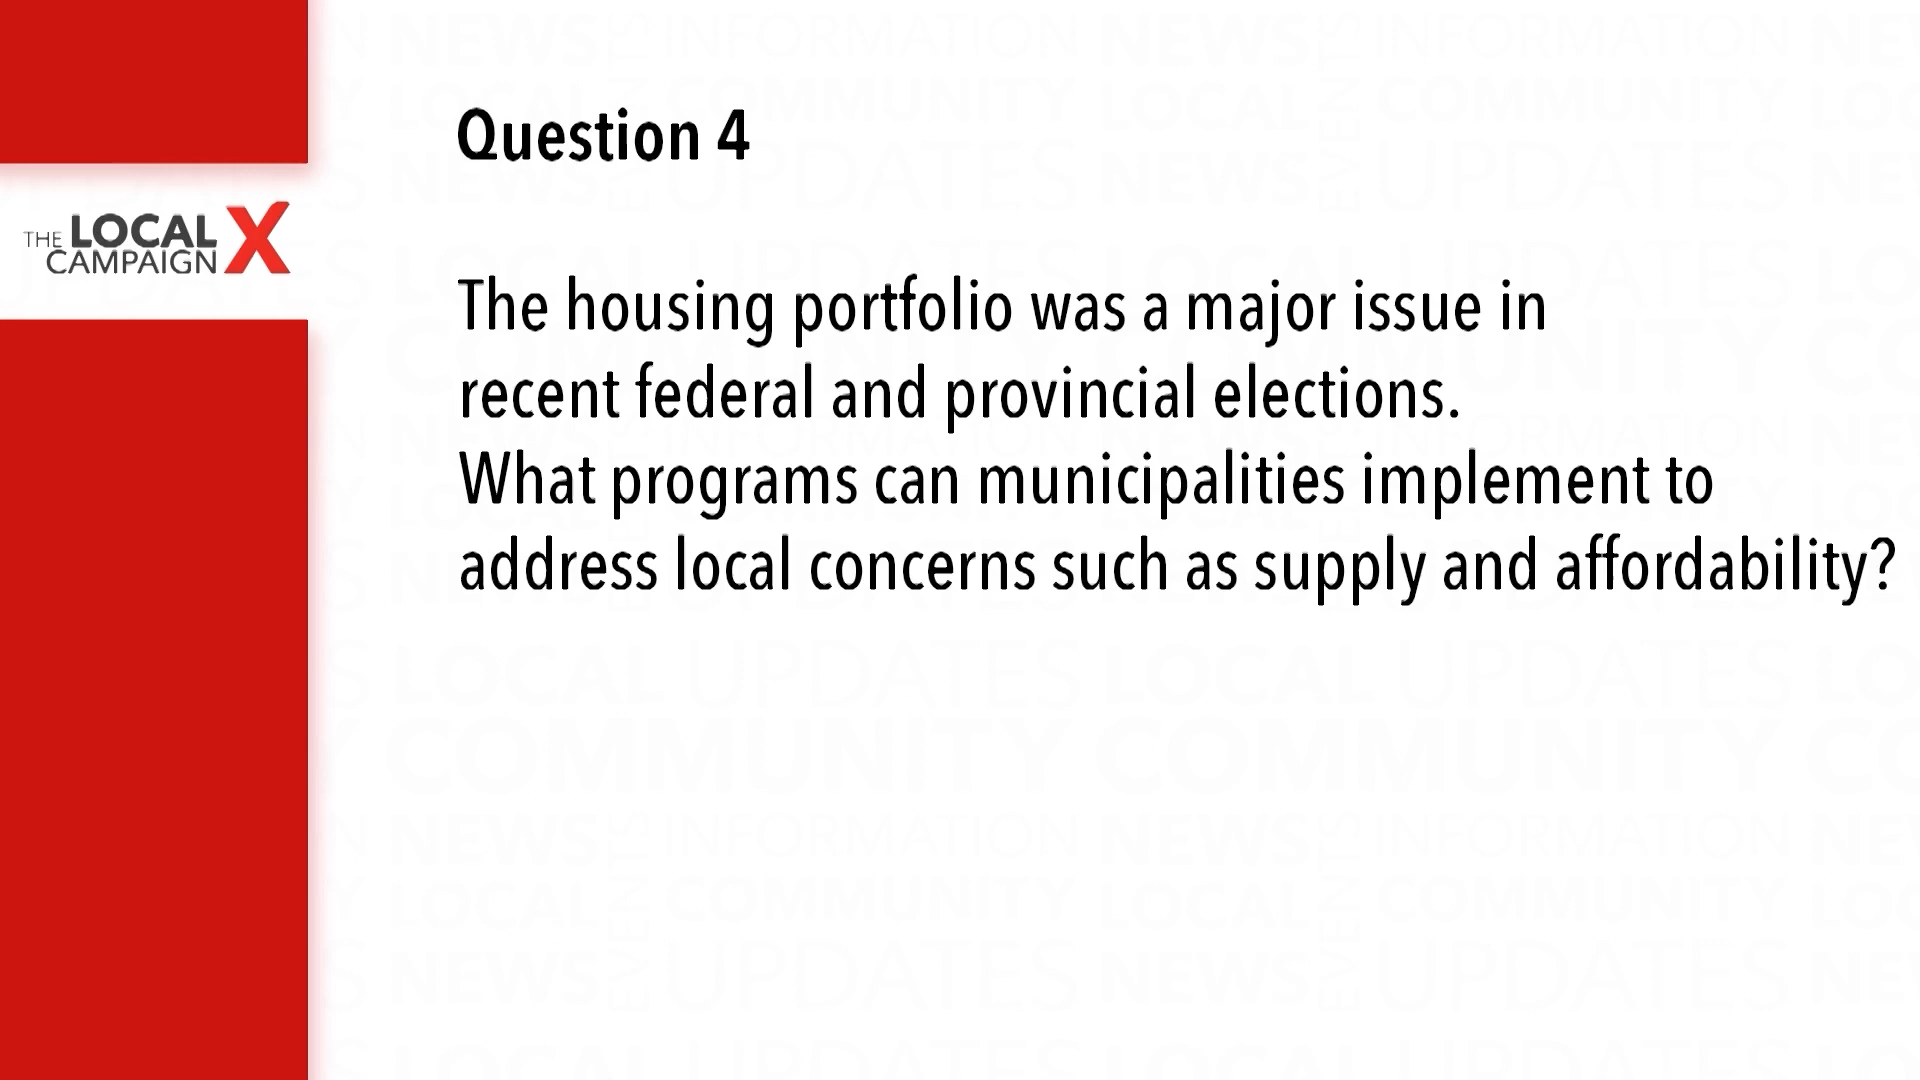 THE LOCAL X
CAMPAIGN
Question 4
The housing portfolio was a major issue in
recent federal and provincial elections.
What programs can municipalities implement to
address local concerns such as supply and affordability?